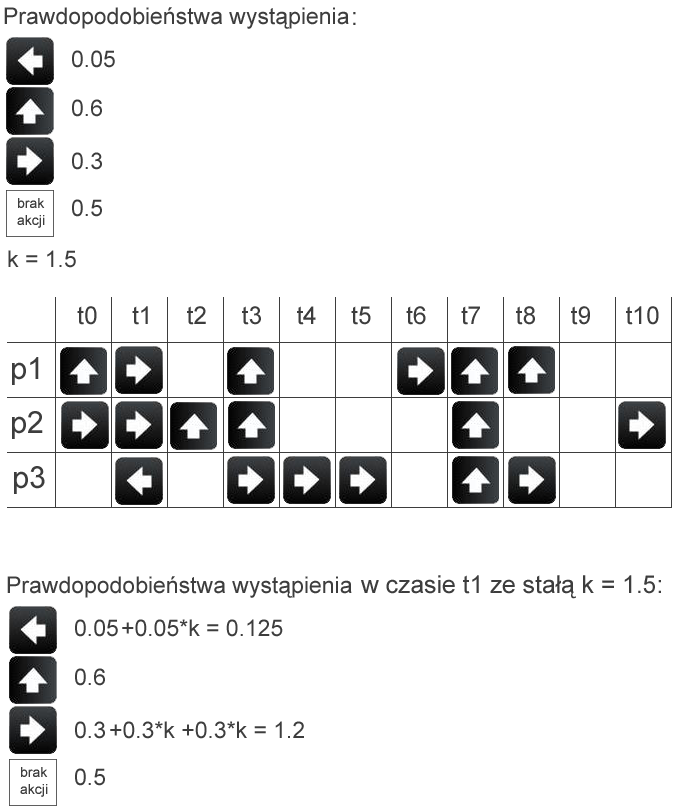 Prawdopodobieństwa wystąpienia:
0.05
0.6
0.3
brak
akcji
0.5
k = 1.5
t0 t1 t2 t3 t4 t5 t6 t7 t8 t9 t10
p1
p2
p3
Prawdopodobieństwa wystąpienia w czasie t1 ze stałą k = 1.5:
0.05+0.05*k = 0.125
0.6
0.3+0.3*k +0.3*k = 1.2
brak
akcji
0.5